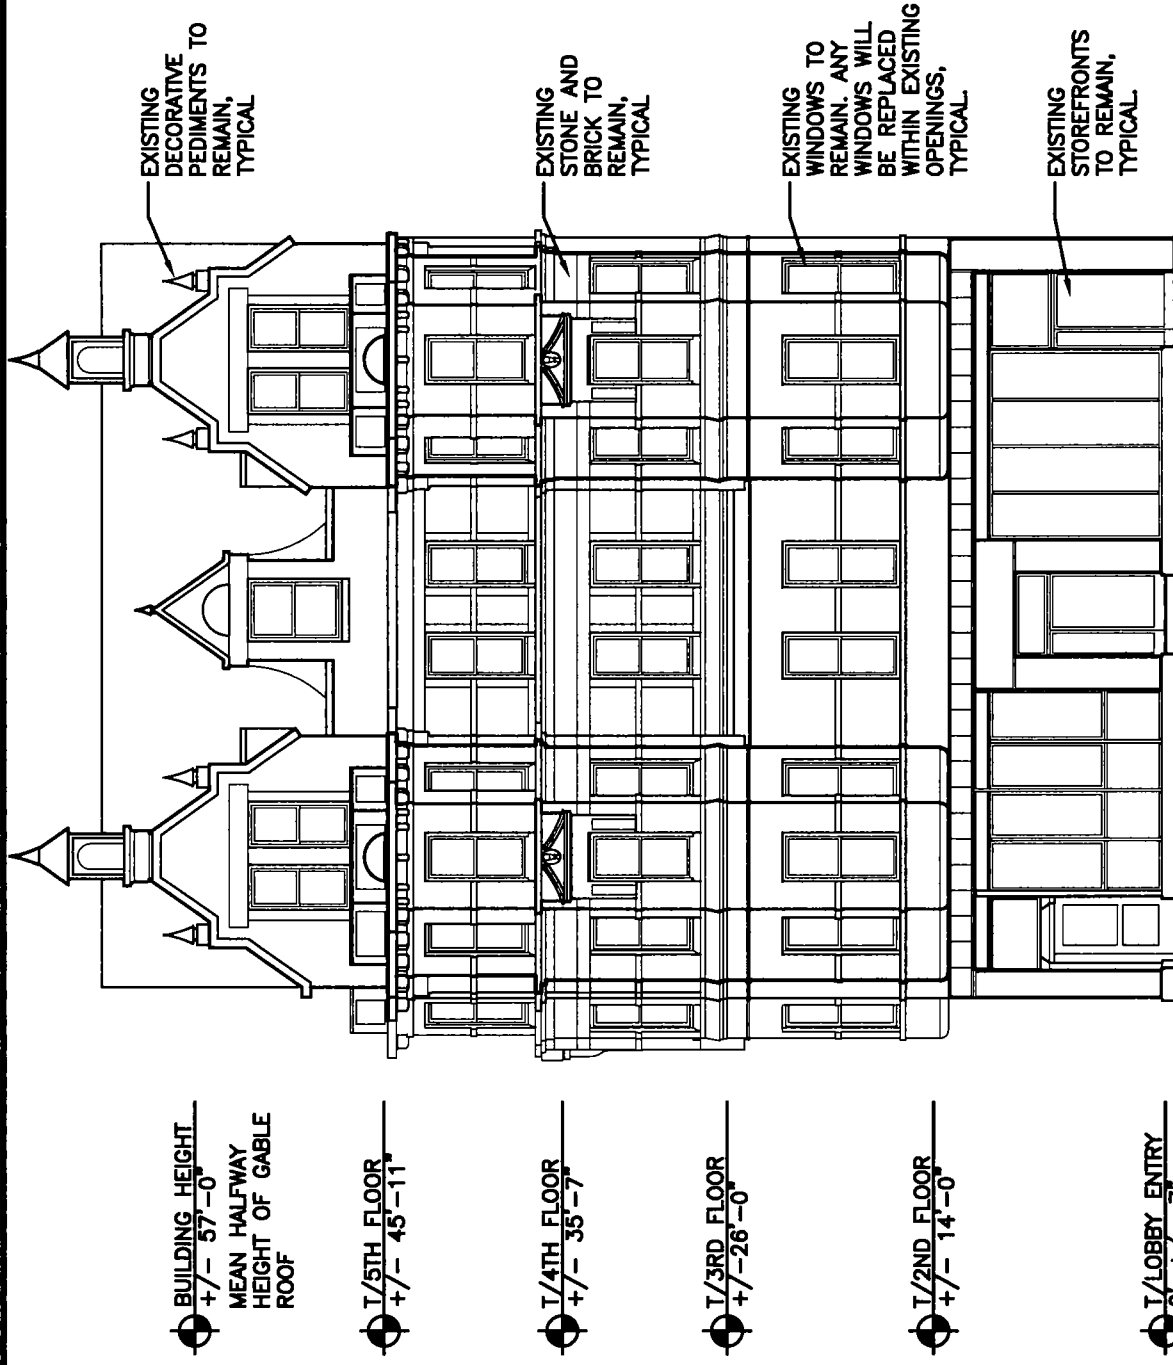 EXISTING
DECORATIVE
PEDIMENTS TO
REMAIN,
TYPICAL
EXISTING
STONE AND
BRICK TO
REMAIN,
TYPICAL
EXISTING
WINDOWS TO
REMAIN. ANY
WINDOWS WILL
BE REPLACED
WITHIN EXISTING
OPENINGS,
TYPICAL.
EXISTING
STOREFRONTS
TO REMAIN,
TYPICAL.
BUILDING HEIGHT
+/- 57'-0"
MEAN HALFWAY
HEIGHT OF GABLE
ROOF
T/5TH FLOOR
+/- 45'-11"
T/4TH FLOOR
+/- 35'-7"
T/3RD FLOOR
+/-26'-0"
T/2ND FLOOR
+/- 14'-0"
T/LOBBY ENTRY